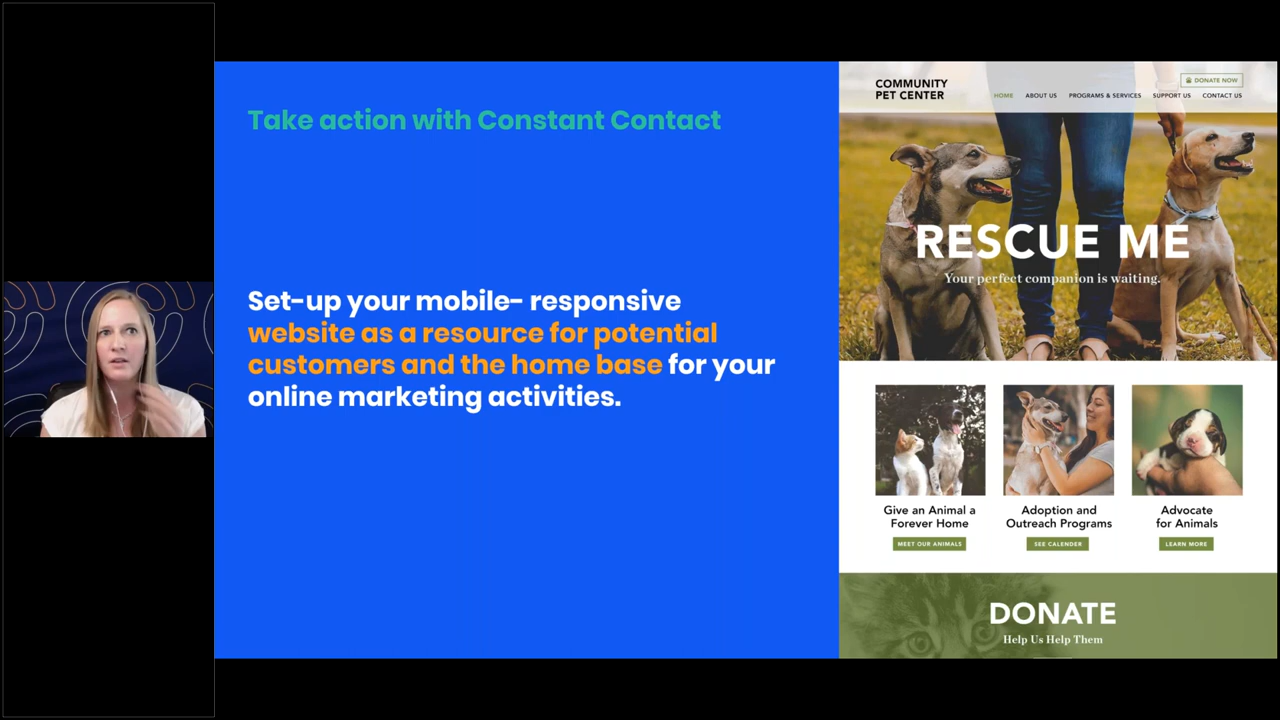 Take action with Constant Contact
Set-up your mobile- responsive
website as a resource for potential
customers and the home base for your
online marketing activities.
COMMUNITY
PET CENTER
DONATE NOW
HOME ABOUT US PROGRAMS & SERVICES SUPPORT US CONTACT US
RESCUE ME
Your perfect companion is waiting.
Give an Animal a
Forever Home
MEET OUR ANIMALS
Adoption and
Outreach Programs
SEE CALENDER
Advocate
for Animals
LEARN MORE
DONATE
Help Us Help Them